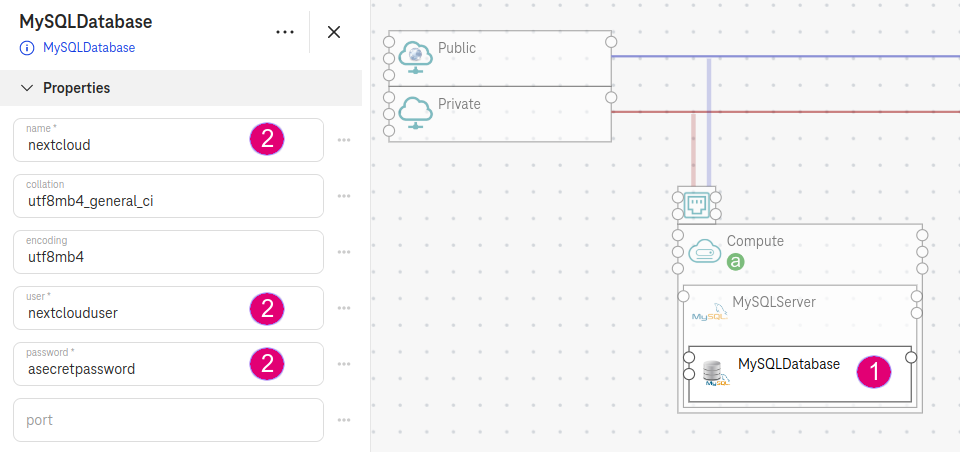 MySQLDatabase
MySQLDatabase
Properties
name *
nextcloud
2
collation
utf8mb4_general_ci
encoding
utf8mb4
user *
nextclouduser
2
password *
asecretpassword
2
port
Public
Private
Compute
a
MySQLServer
MySQL
MySQLDatabase
MySQL
1